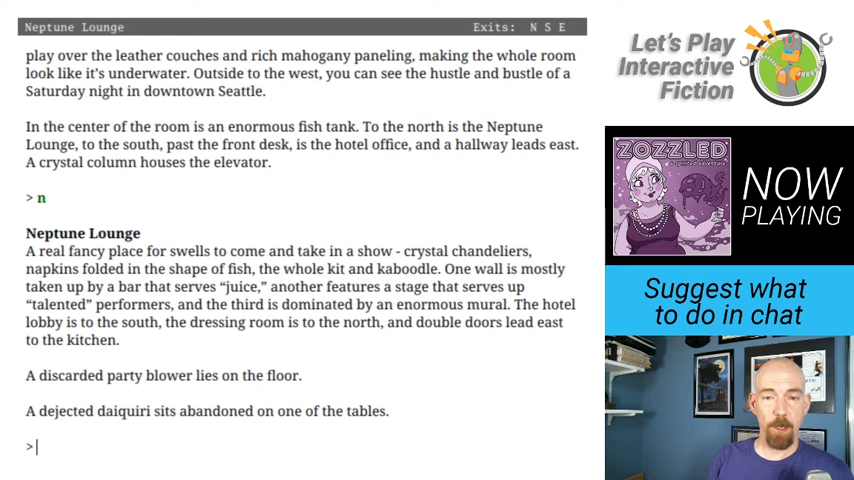 Neptune Lounge Exits: N S E
play over the leather couches and rich mahogany paneling, making the whole room
look like it's underwater. Outside to the west, you can see the hustle and bustle of a
Saturday night in downtown Seattle.
In the center of the room is an enormous fish tank. To the north is the Neptune
Lounge, to the south, past the front desk, is the hotel office, and a hallway leads east.
A crystal column houses the elevator.
> n
Neptune Lounge
A real fancy place for swells to come and take in a show - crystal chandeliers,
napkins folded in the shape of fish, the whole kit and kaboodle. One wall is mostly
taken up by a bar that serves “juice,” another features a stage that serves up
“talented” performers, and the third is dominated by an enormous mural. The hotel
lobby is to the south, the dressing room is to the north, and double doors lead east
to the kitchen.
A discarded party blower lies on the floor.
A dejected daiquiri sits abandoned on one of the tables.
>
Let's Play
Interactive
Fiction
ZOZZLED
a spirited adventure
NOW
PLAYING
Suggest what
to do in chat